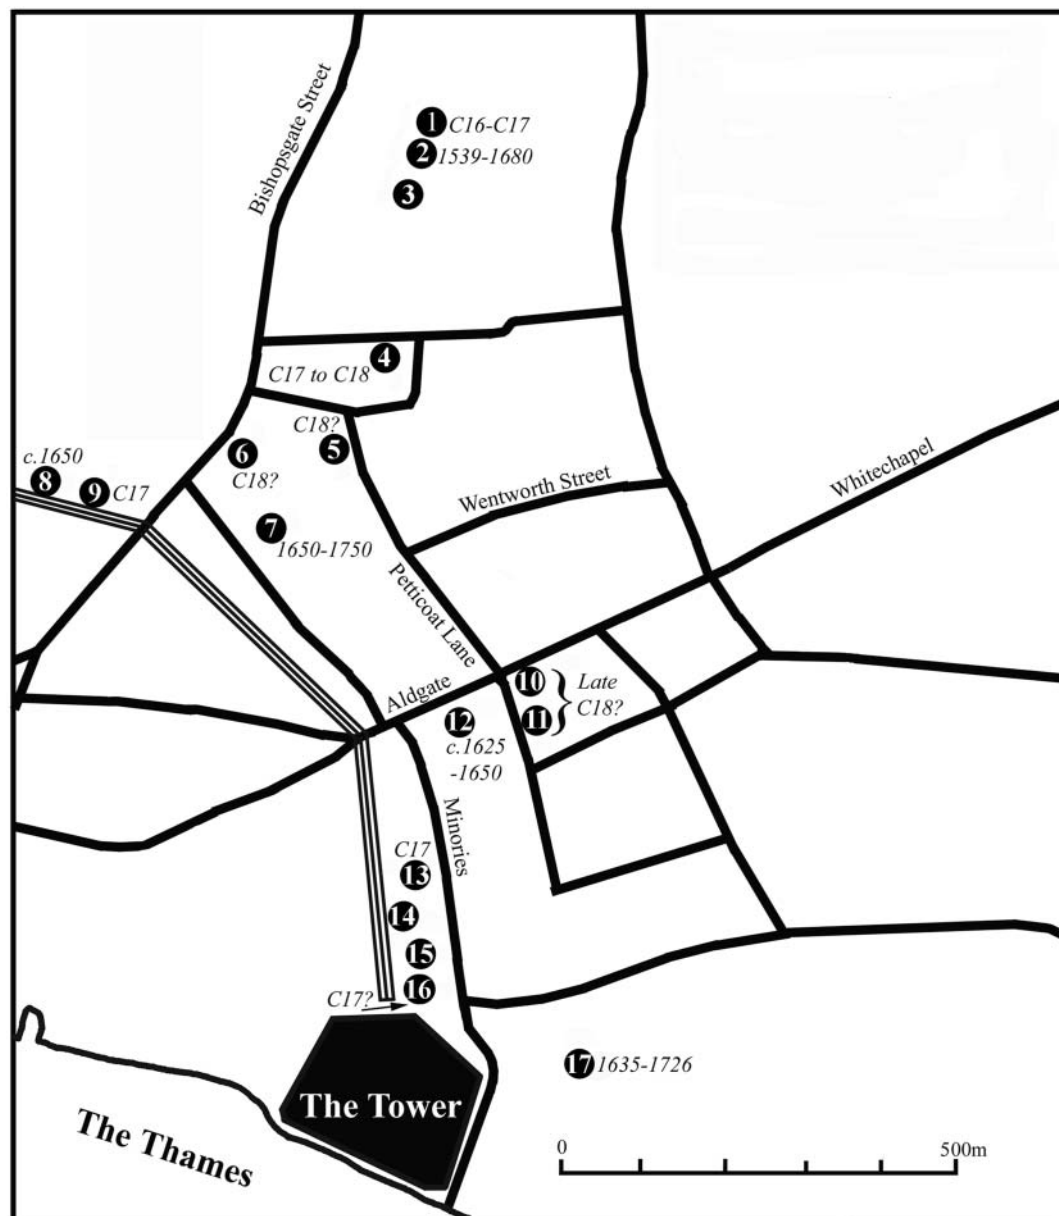 Bishopsgate Street
1 C16-C17
2 1539-1680
3
4
C17 to C18
C18?
5
6
C18?
c.1650
8
9 C17
7
1650-1750
Wentworth Street
Whitechapel
Petticoat Lane
Aldgate
10
11
Late
C18?
12
c.1625
-1650
Minories
C17
13
14
15
16
C17?
17 1635-1726
The Tower
The Thames
0
500m